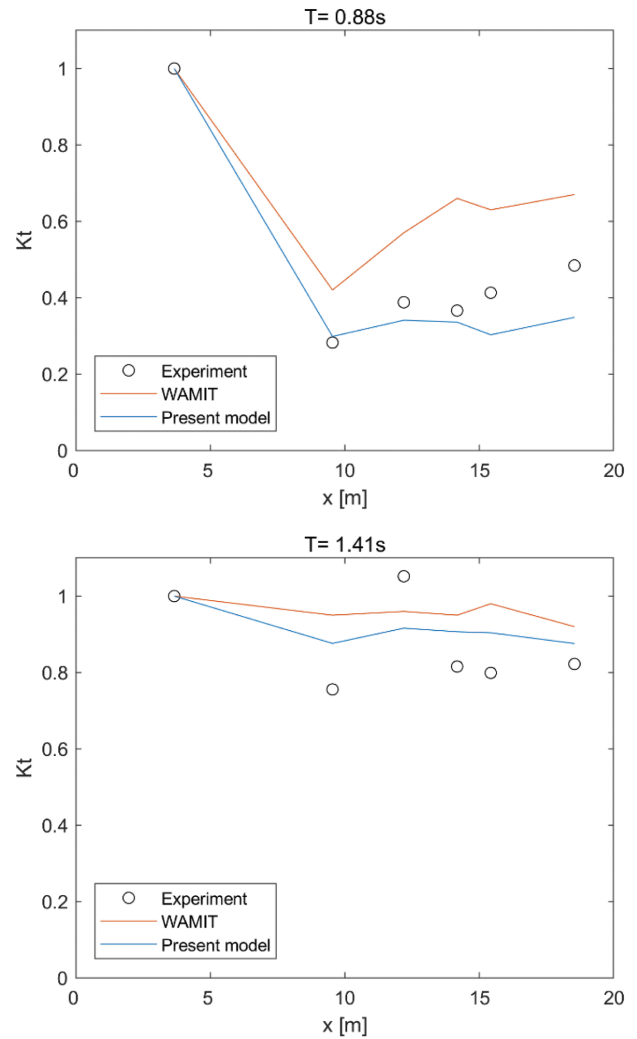 T= 0.88s
1
0.8
0.6
0.4
0.2
0
Kt
Experiment
WAMIT
Present model
0 5 10 15 20
x [m]
T= 1.41s
1
0.8
0.6
0.4
0.2
0
Kt
Experiment
WAMIT
Present model
0 5 10 15 20
x [m]